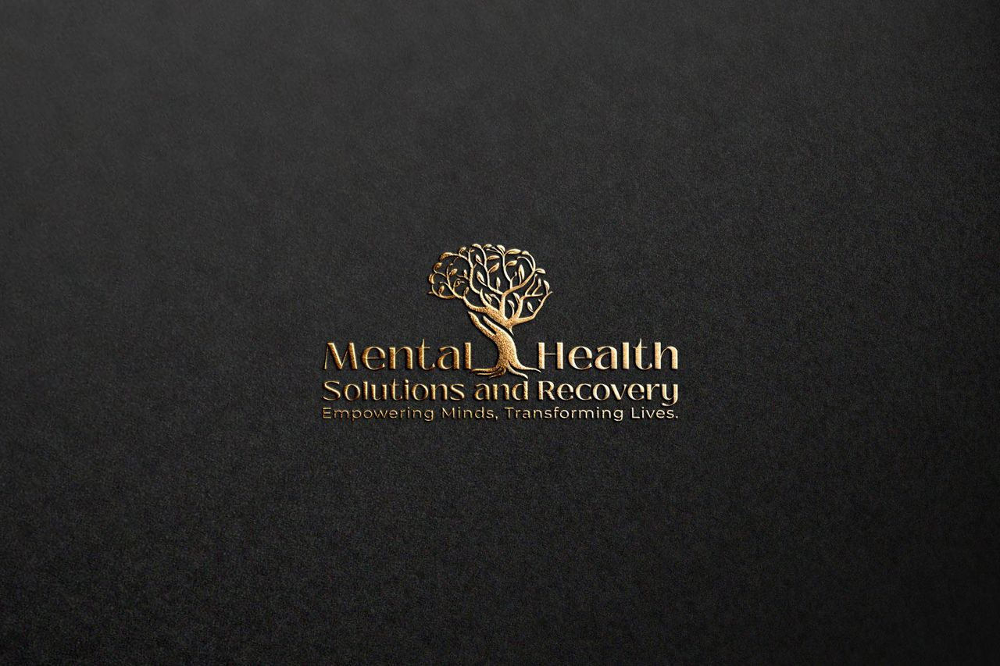 Mental Health
Solutions and Recovery
Empowering Minds, Transforming Lives.